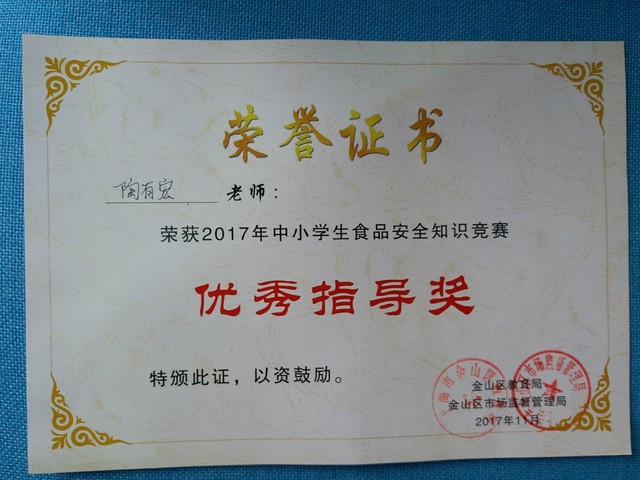 荣誉证书
陶有宏 老师：
荣获2017年中小学生食品安全知识竞赛
优秀指导奖
特颁此证，以资鼓励。
金山区教育局
金山区市场监督管理局
2017年11月